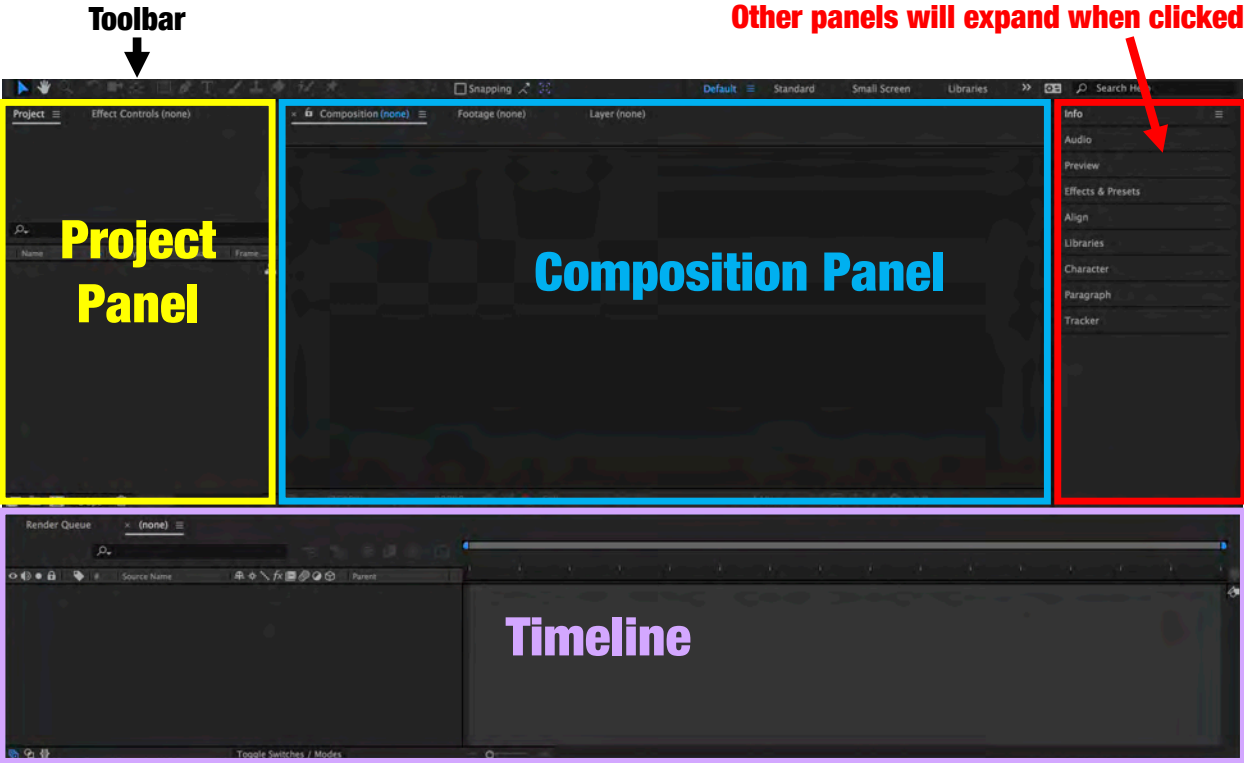 Toolbar
Other panels will expand when clicked
Snapping
Default Standard Small Screen Libraries Search Help
Project Effect Controls (none)
× Composition (none) Footage (none) Layer (none)
Info
Audio
Preview
Effects & Presets
Align
Libraries
Character
Paragraph
Tracker
Name Frame ...
Project
Panel
Composition Panel
Render Queue × (none)
# Source Name fx Parent
Timeline
Toggle Switches / Modes